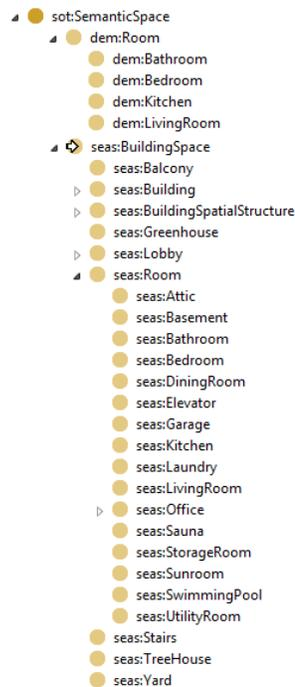 sot:SemanticSpace
dem:Room
dem:Bathroom
dem:Bedroom
dem:Kitchen
dem:LivingRoom
seas:BuildingSpace
seas:Balcony
seas:Building
seas:BuildingSpatialStructure
seas:Greenhouse
seas:Lobby
seas:Room
seas:Attic
seas:Basement
seas:Bathroom
seas:Bedroom
seas:DiningRoom
seas:Elevator
seas:Garage
seas:Kitchen
seas:Laundry
seas:LivingRoom
seas:Office
seas:Sauna
seas:StorageRoom
seas:Sunroom
seas:SwimmingPool
seas:UtilityRoom
seas:Stairs
seas:TreeHouse
seas:Yard